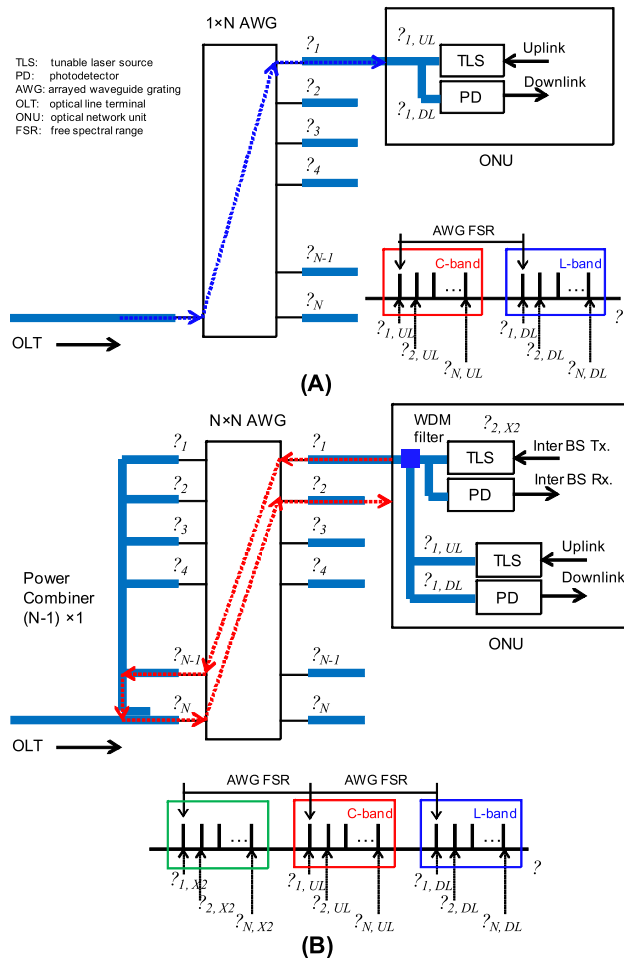 1×N AWG
TLS: tunable laser source
PD: photodetector
AWG: arrayed waveguide grating
OLT: optical line terminal
ONU: optical network unit
FSR: free spectral range
?1
?2
?3
?4
?N-1
?N
?1, UL
TLS
Uplink
PD
Downlink
?1, DL
ONU
OLT
AWG FSR
C-band
L-band
...
...
?
?1, UL
?2, UL
?N, UL
?1, DL
?2, DL
?N, DL
(A)
N×N AWG
?1
?2
?3
?4
?N-1
?N
Power
Combiner
(N-1) ×1
OLT
?1
?2
?3
?4
?N-1
?N
WDM
filter
?2, X2
TLS
Inter BS Tx.
PD
Inter BS Rx.
?1, UL
TLS
Uplink
?1, DL
PD
Downlink
ONU
AWG FSR
AWG FSR
C-band
L-band
...
...
...
?
?1, X2
?2, X2
?N, X2
?1, UL
?2, UL
?N, UL
?1, DL
?2, DL
?N, DL
(B)